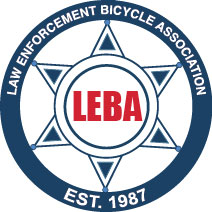 LAW ENFORCEMENT BICYCLE ASSOCIATION
LEBA
EST. 1987